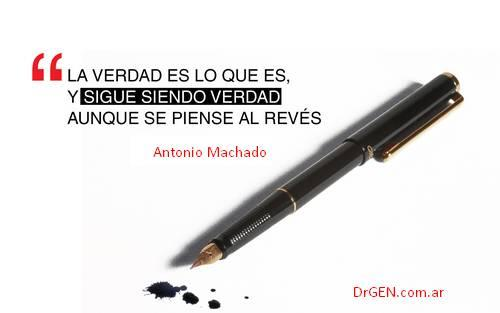 “ LA VERDAD ES LO QUE ES,
Y SIGUE SIENDO VERDAD
AUNQUE SE PIENSE AL REVÉS
Antonio Machado
DrGEN.com.ar